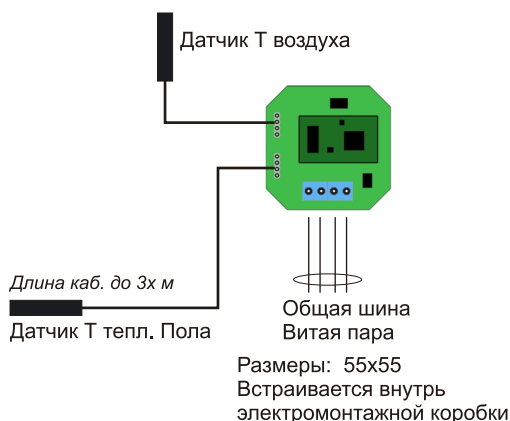 Датчик Т воздуха
Длина каб. до 3х м
Датчик Т тепл. Пола
Общая шина
Витая пара
Размеры: 55х55
Встраивается внутрь
электромонтажной коробки